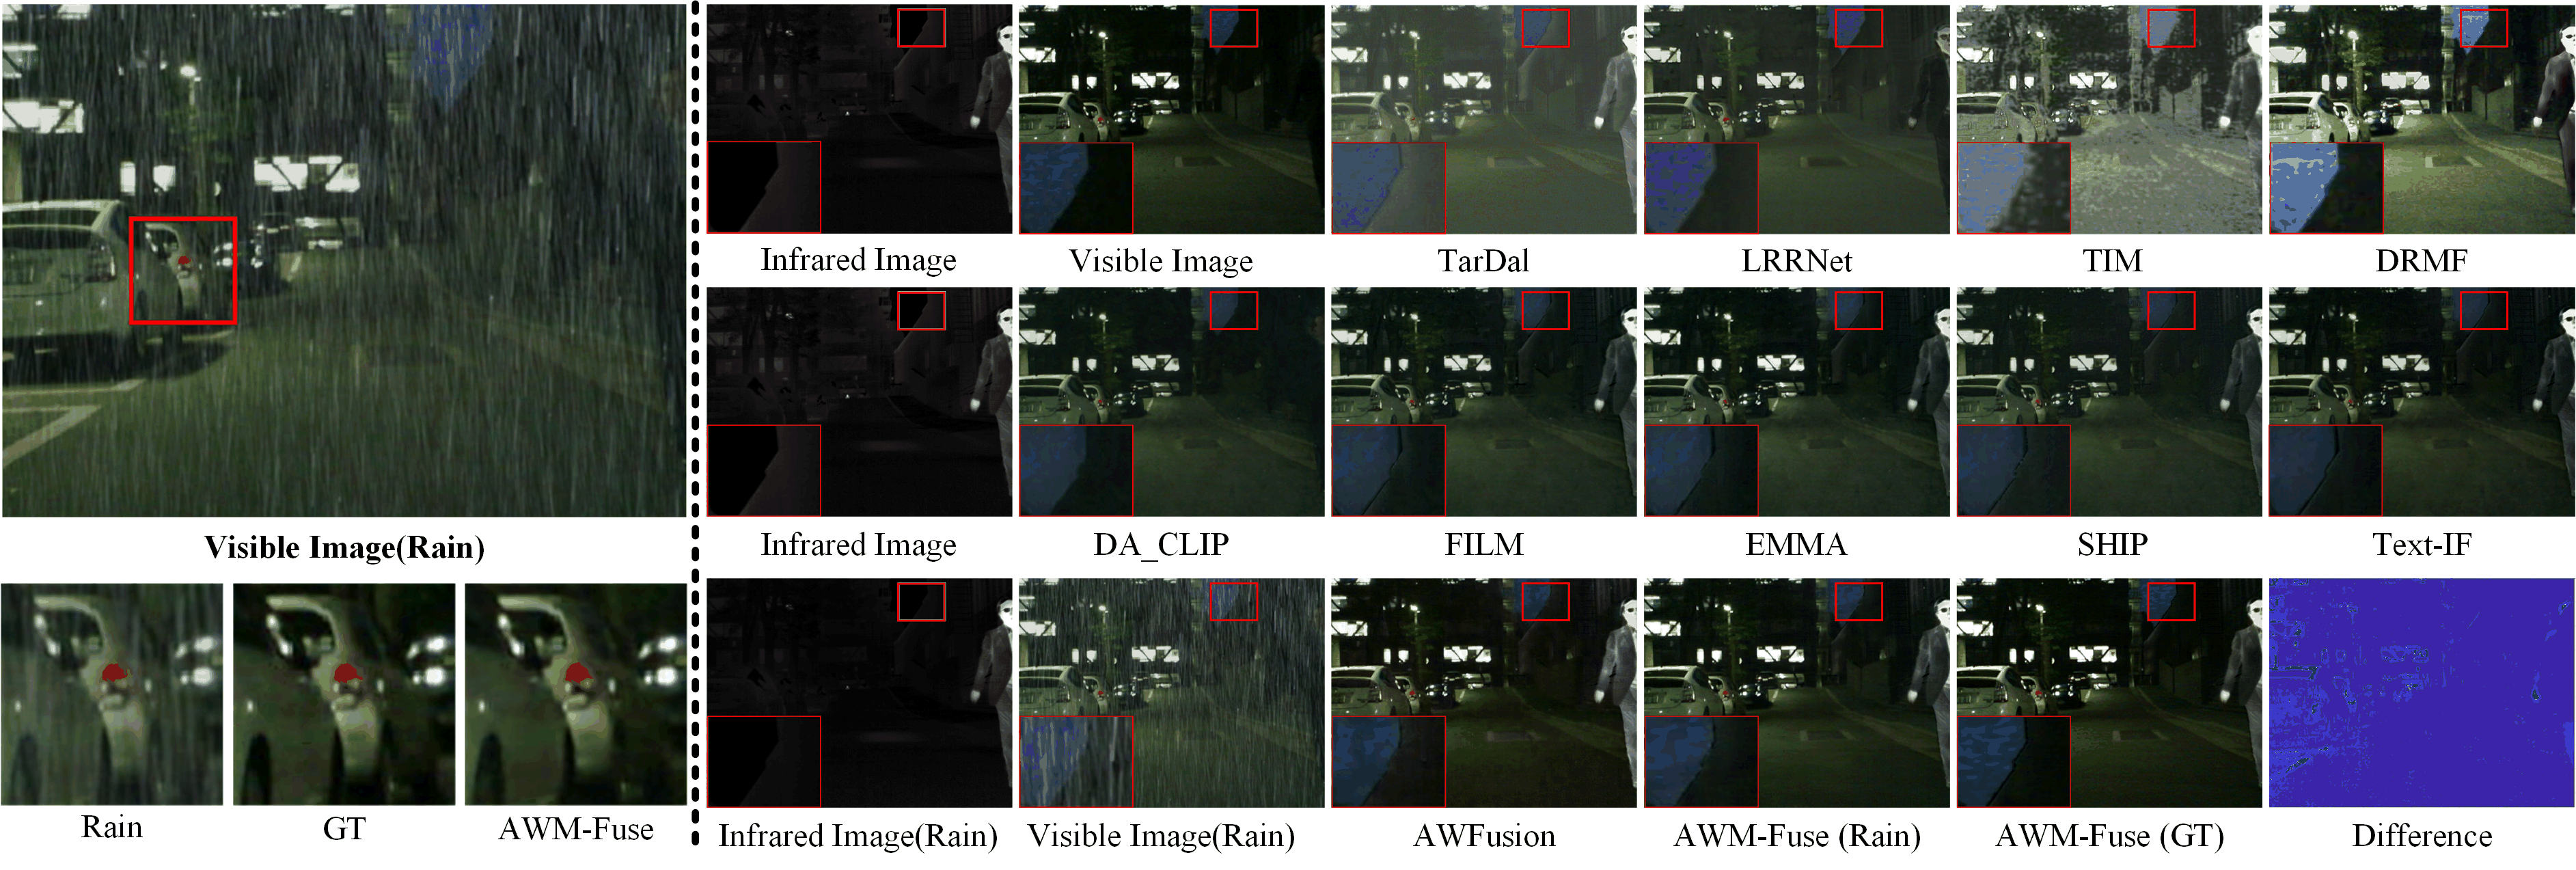 Visible Image(Rain)
Rain
GT
AWM-Fuse
Infrared Image
Visible Image
TarDal
LRRNet
TIM
DRMF
Infrared Image
DA_CLIP
FILM
EMMA
SHIP
Text-IF
Infrared Image(Rain)
Visible Image(Rain)
AWFusion
AWM-Fuse (Rain)
AWM-Fuse (GT)
Difference